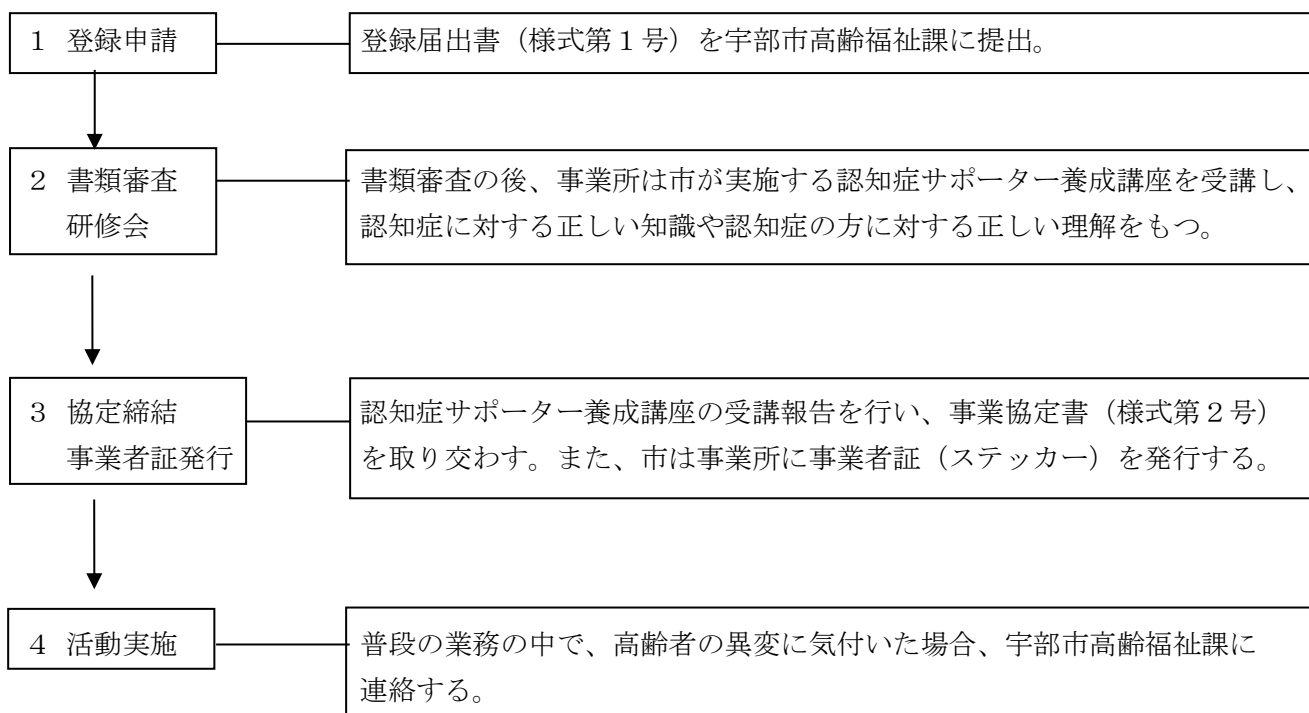 1 登録申請
登録届出書（様式第1号）を宇部市高齢福祉課に提出。
2 書類審査
研修会
書類審査の後、事業所は市が実施する認知症サポーター養成講座を受講し、
認知症に対する正しい知識や認知症の方に対する正しい理解をもつ。
3 協定締結
事業者証発行
認知症サポーター養成講座の受講報告を行い、事業協定書（様式第2号）
を取り交わす。また、市は事業所に事業者証（ステッカー）を発行する。
4 活動実施
普段の業務の中で、高齢者の異変に気付いた場合、宇部市高齢福祉課に
連絡する。